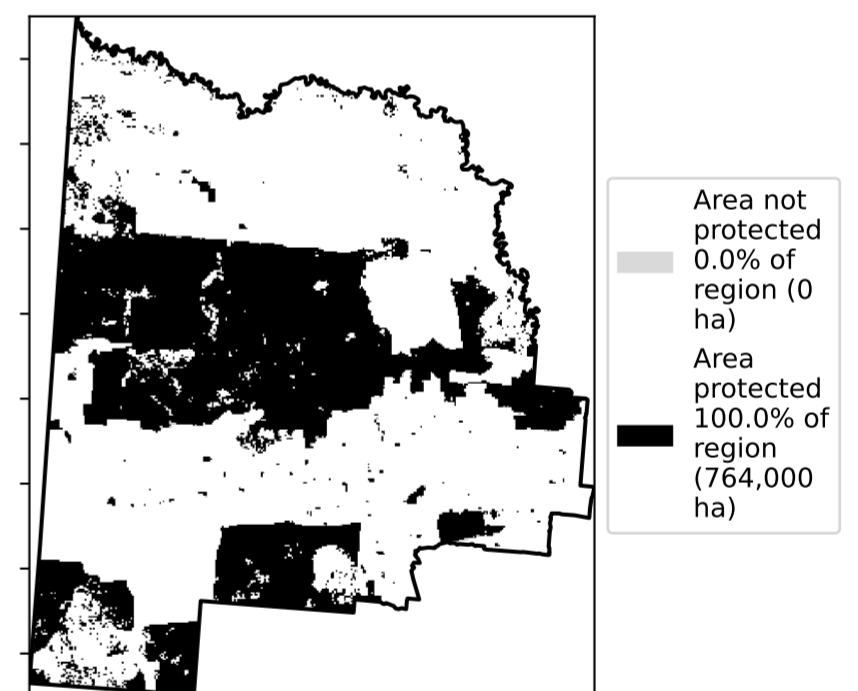 Area not
protected
0.0% of
region (0
ha)
Area
protected
100.0% of
region
(764,000
ha)